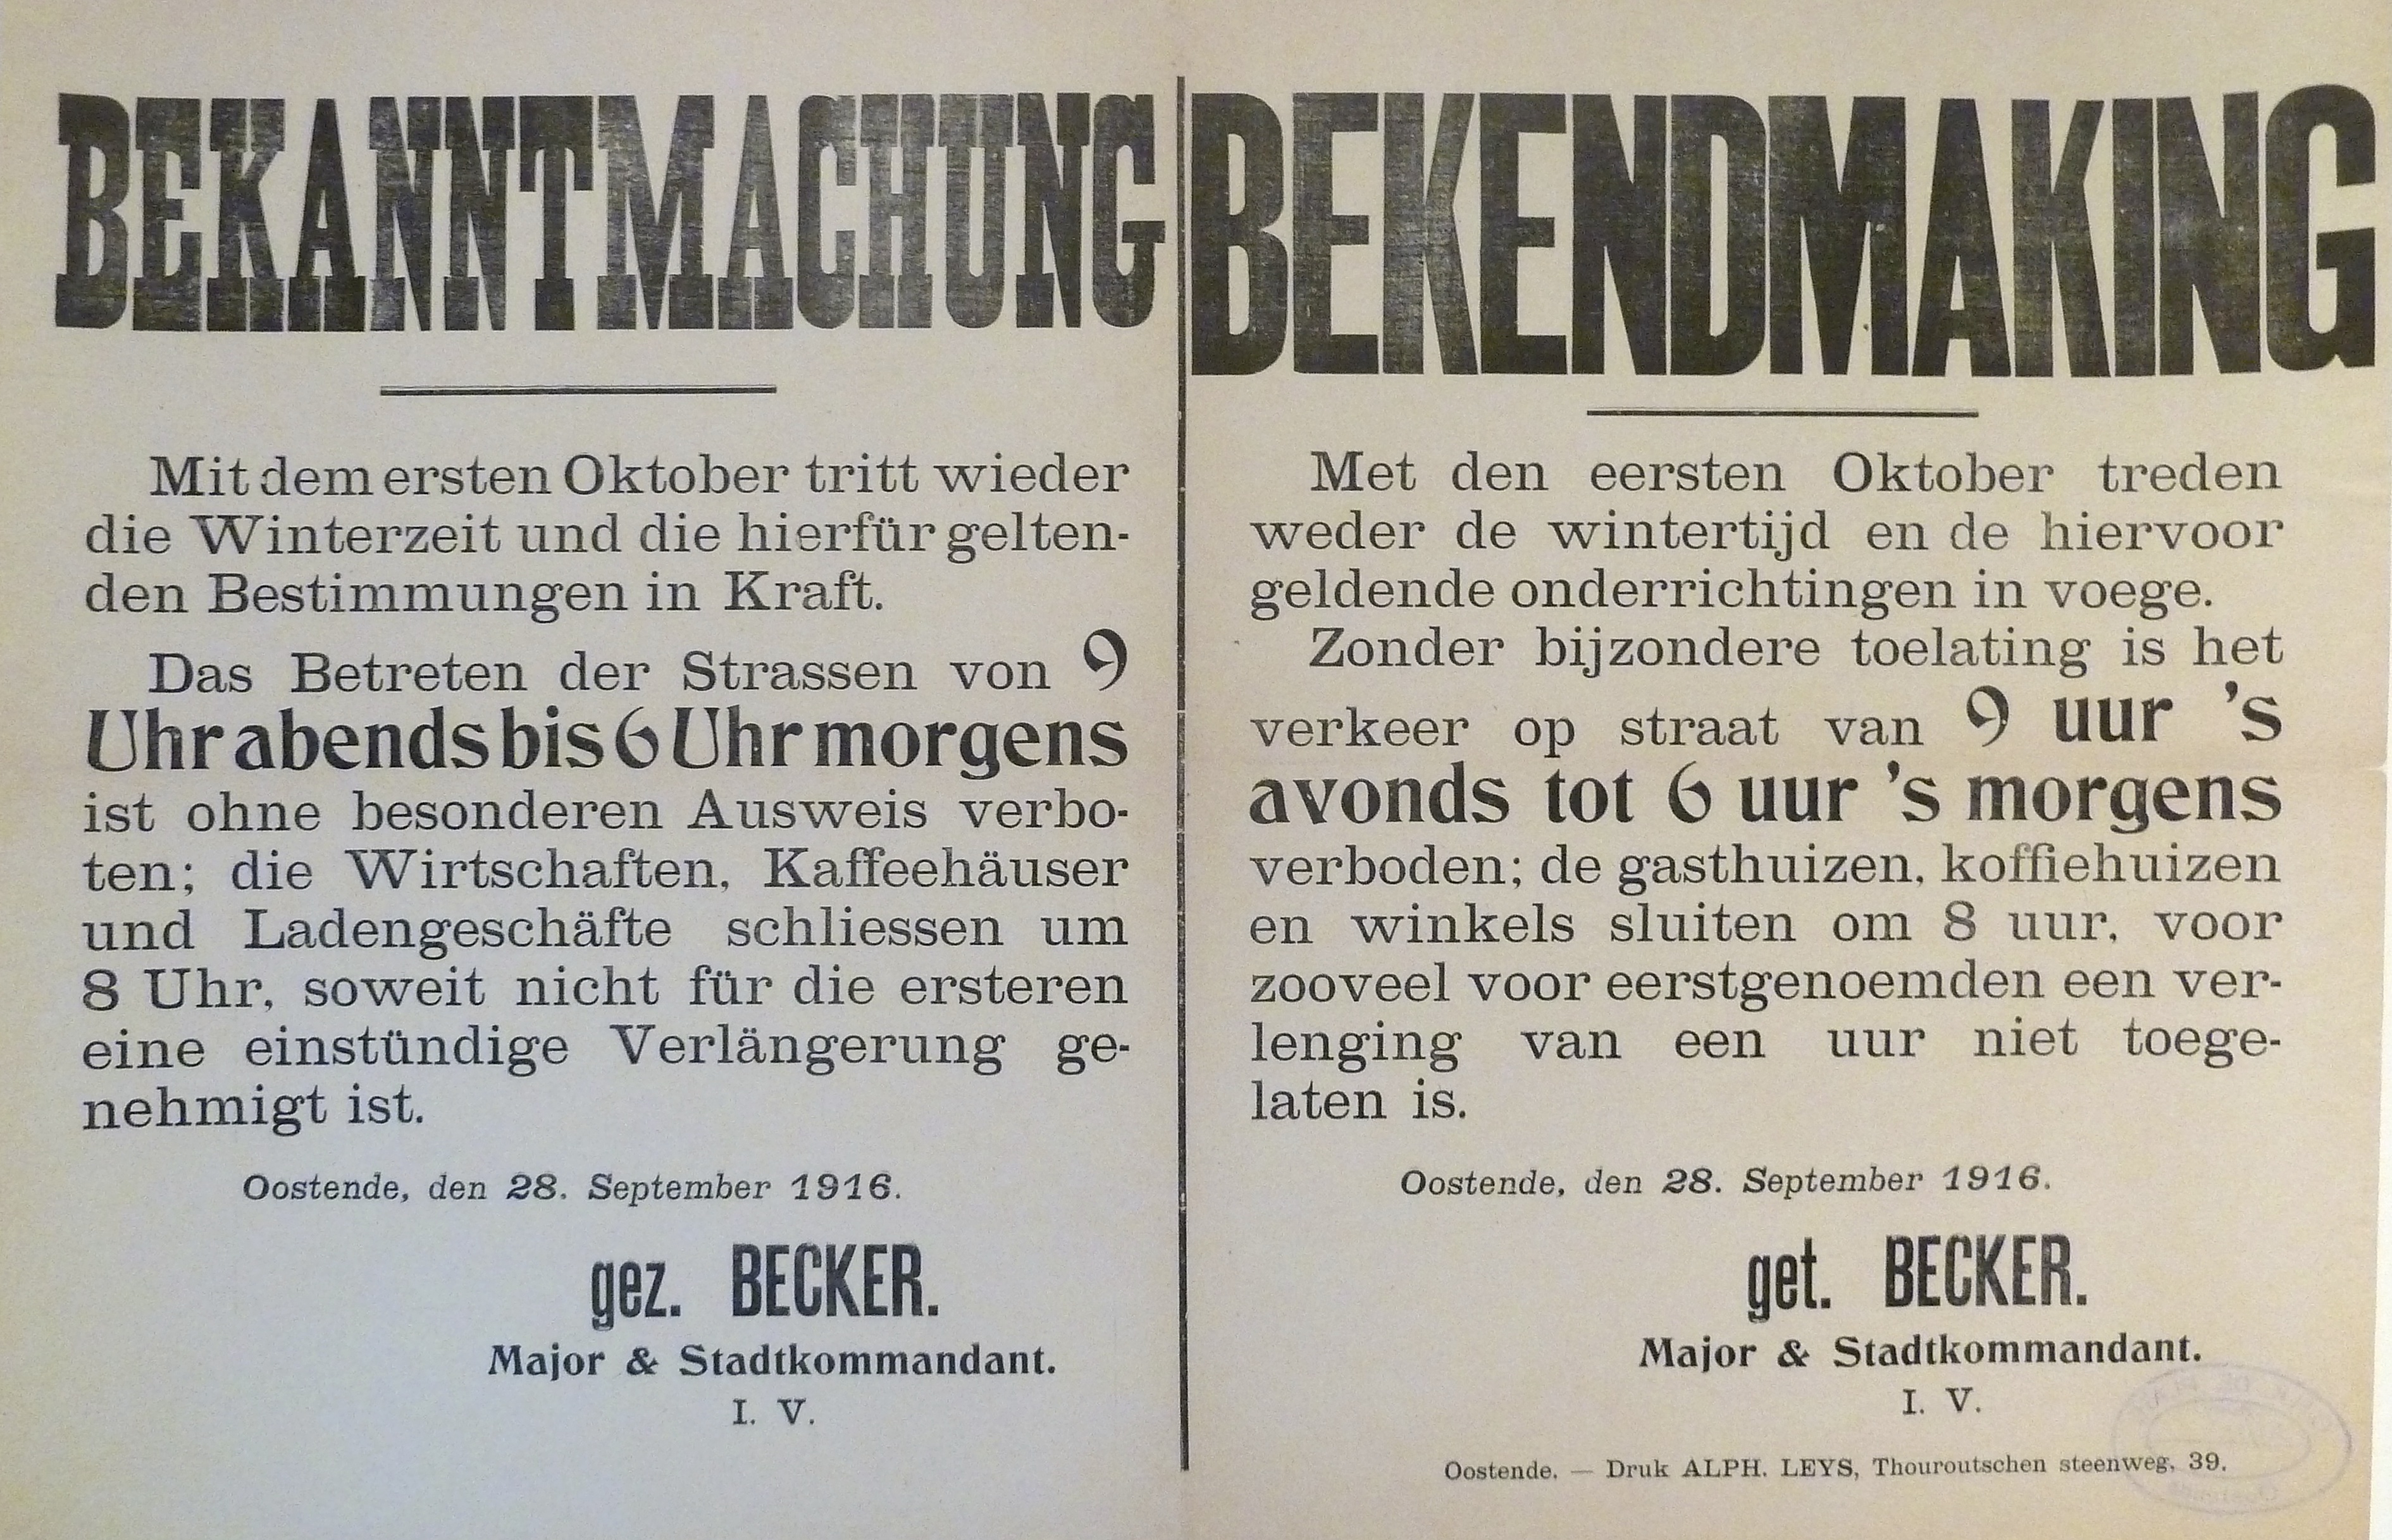 BEKANNTMACHUNG
Mit dem ersten Oktober tritt wieder
die Winterzeit und die hierfür gelten-
den Bestimmungen in Kraft.
Das Betreten der Strassen von 9
Uhr abends bis 6 Uhr morgens
ist ohne besonderen Ausweis verbo-
ten; die Wirtschaften, Kaffeehäuser
und Ladengeschäfte schliessen um
8 Uhr, soweit nicht für die ersteren
eine einstündige Verlängerung ge-
nehmigt ist.
Oostende, den 28. September 1916.
gez. BECKER.
Major & Stadtkommandant.
I. V.
BEKENDMAKING
Met den eersten Oktober treden
weder de wintertijd en de hiervoor
geldende onderrichtingen in voege.
Zonder bijzondere toelating is het
verkeer op straat van 9 uur 's
avonds tot 6 uur 's morgens
verboden; de gasthuizen, koffiehuizen
en winkels sluiten om 8 uur, voor
zooveel voor eerstgenoemden een ver-
lenging van een uur niet toege-
laten is.
Oostende, den 28. September 1916.
get. BECKER.
Major & Stadtkommandant.
I. V.
Oostende. — Druk ALPH. LEYS, Thouroutschen steenweg, 39.